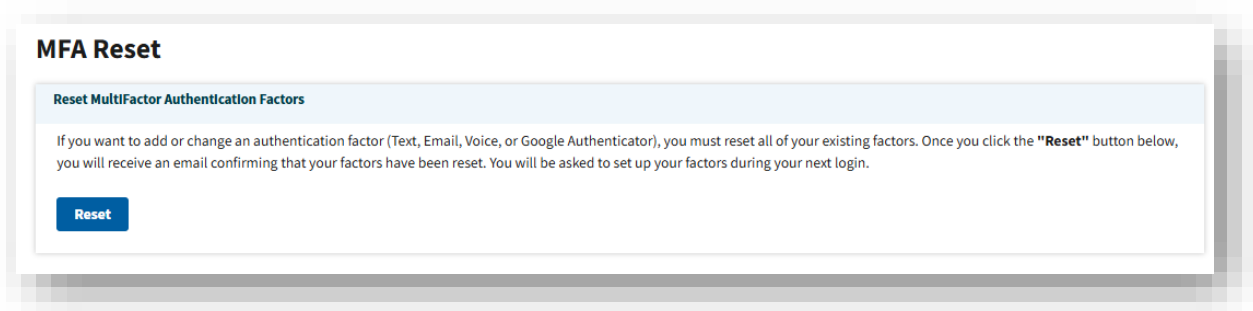 MFA Reset
Reset MultiFactor Authentication Factors
If you want to add or change an authentication factor (Text, Email, Voice, or Google Authenticator), you must reset all of your existing factors. Once you click the "Reset" button below,
you will receive an email confirming that your factors have been reset. You will be asked to set up your factors during your next login.
Reset